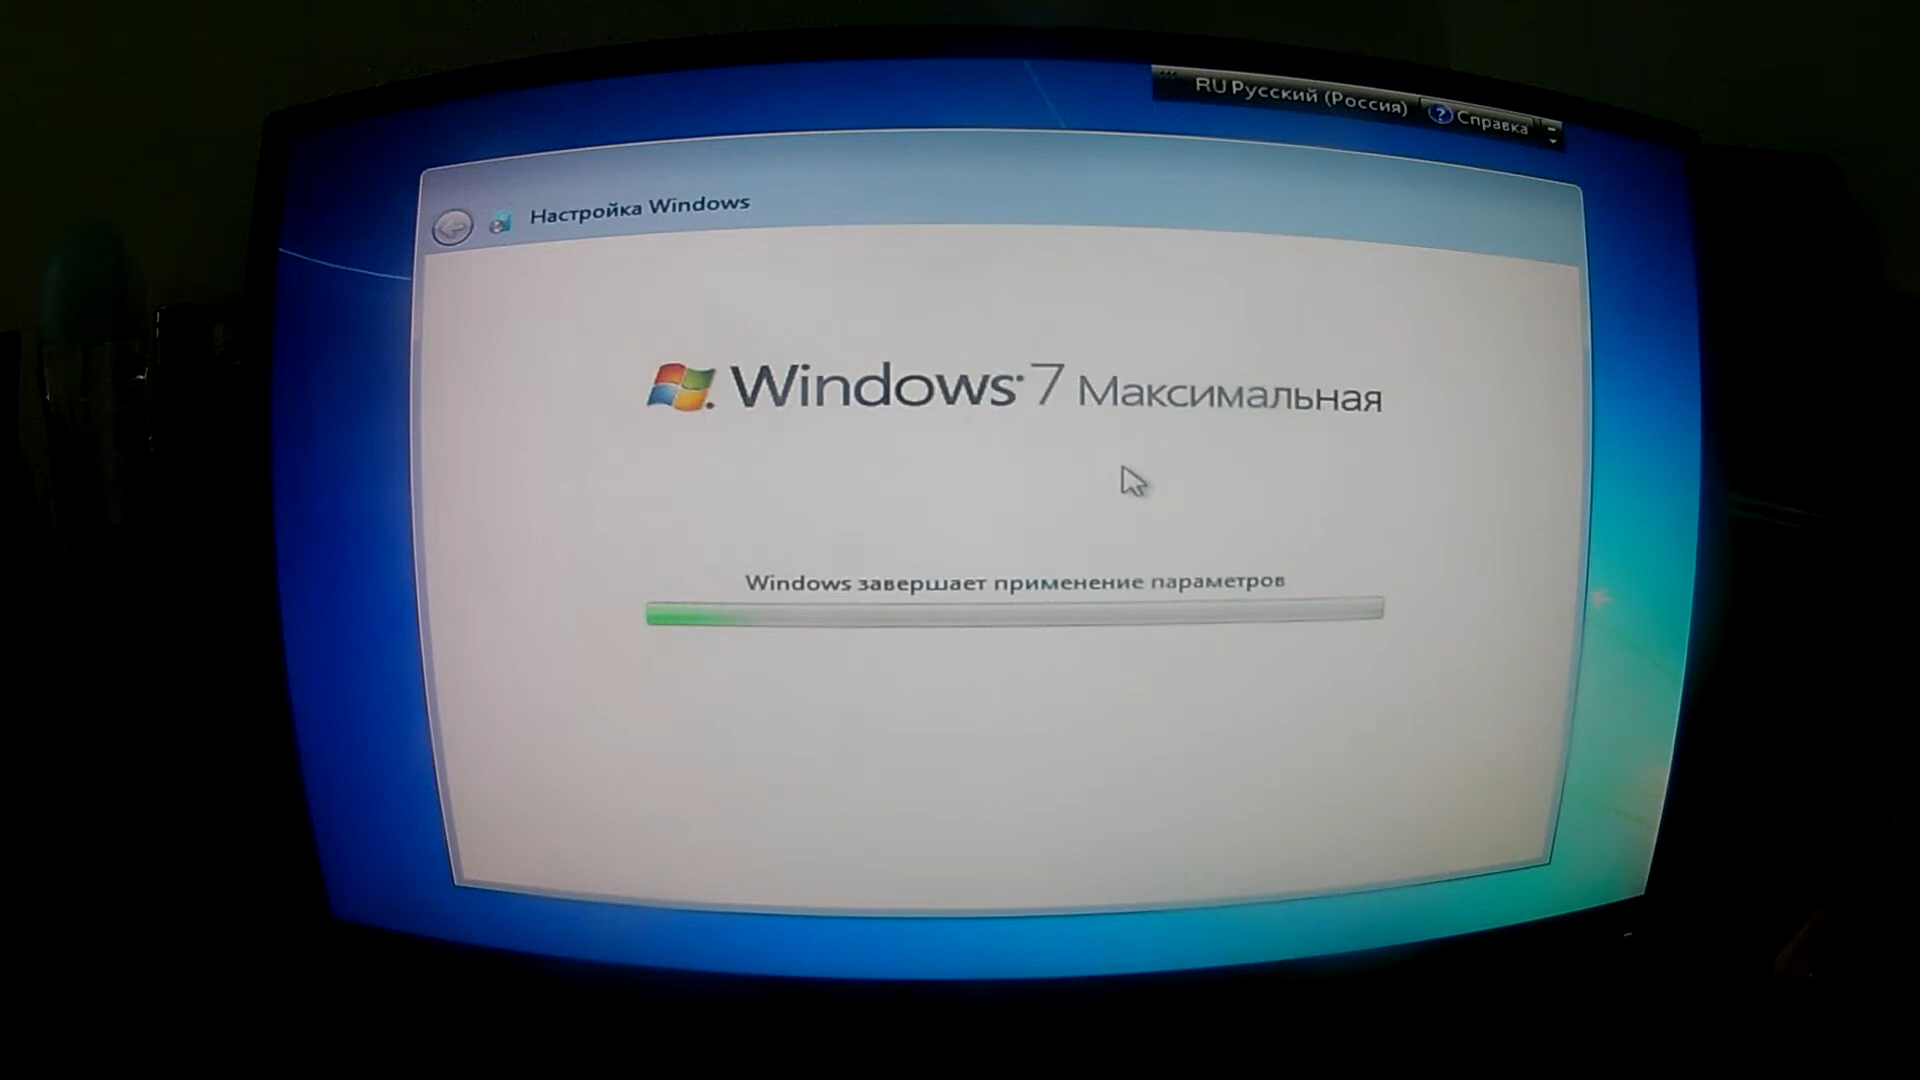 RU Русский (Россия) ? Справка
Настройка Windows
Windows 7 Максимальная
Windows завершает применение параметров